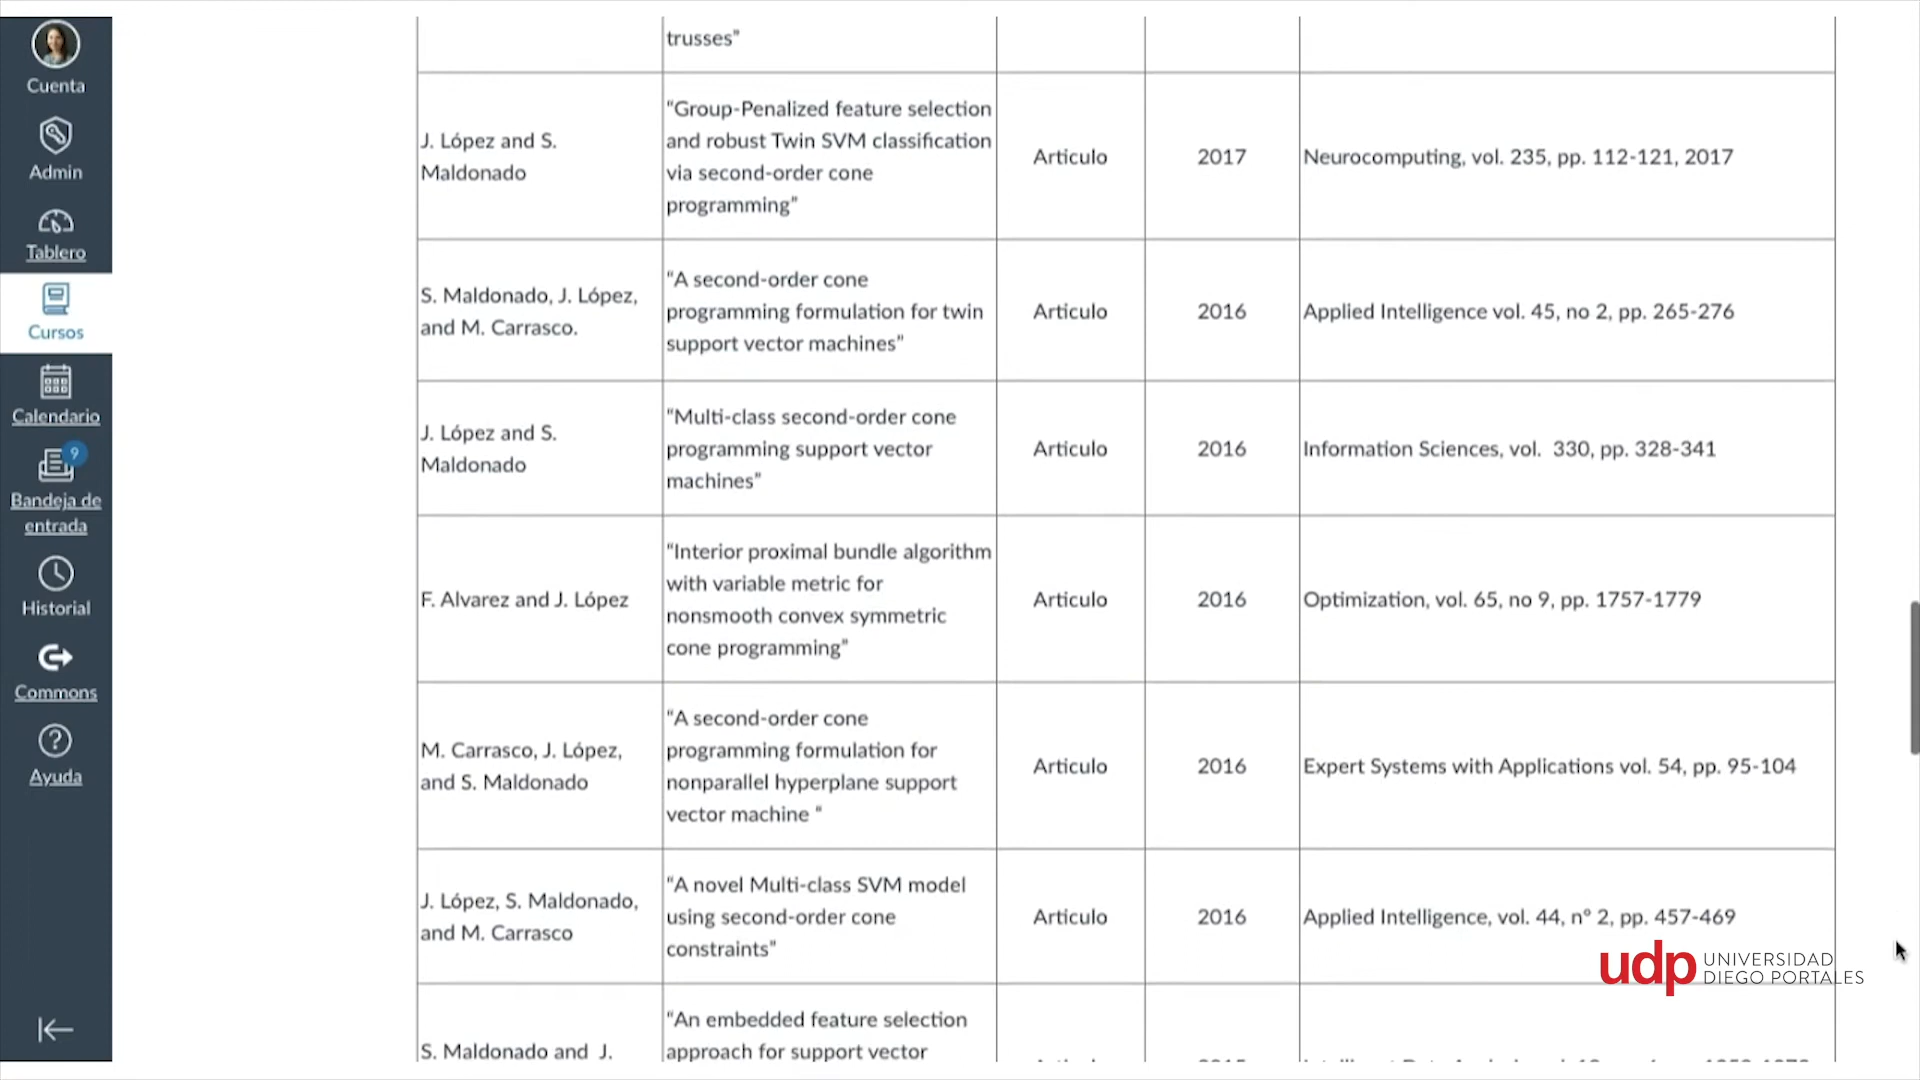 Cuenta
Admin
Tablero
Cursos
Calendario
9
Bandeja de
entrada
Historial
Commons
Ayuda
trusses”
J. López and S.
Maldonado
“Group-Penalized feature selection
and robust Twin SVM classification
via second-order cone
programming”
Articulo
2017
Neurocomputing, vol. 235, pp. 112-121, 2017
S. Maldonado, J. López,
and M. Carrasco.
“A second-order cone
programming formulation for twin
support vector machines”
Articulo
2016
Applied Intelligence vol. 45, no 2, pp. 265-276
J. López and S.
Maldonado
“Multi-class second-order cone
programming support vector
machines”
Articulo
2016
Information Sciences, vol.  330, pp. 328-341
F. Alvarez and J. López
“Interior proximal bundle algorithm
with variable metric for
nonsmooth convex symmetric
cone programming”
Articulo
2016
Optimization, vol. 65, no 9, pp. 1757-1779
M. Carrasco, J. López,
and S. Maldonado
“A second-order cone
programming formulation for
nonparallel hyperplane support
vector machine “
Articulo
2016
Expert Systems with Applications vol. 54, pp. 95-104
J. López, S. Maldonado,
and M. Carrasco
“A novel Multi-class SVM model
using second-order cone
constraints”
Articulo
2016
Applied Intelligence, vol. 44, n° 2, pp. 457-469
S. Maldonado and  J.
“An embedded feature selection
approach for support vector
udp UNIVERSIDAD
DIEGO PORTALES